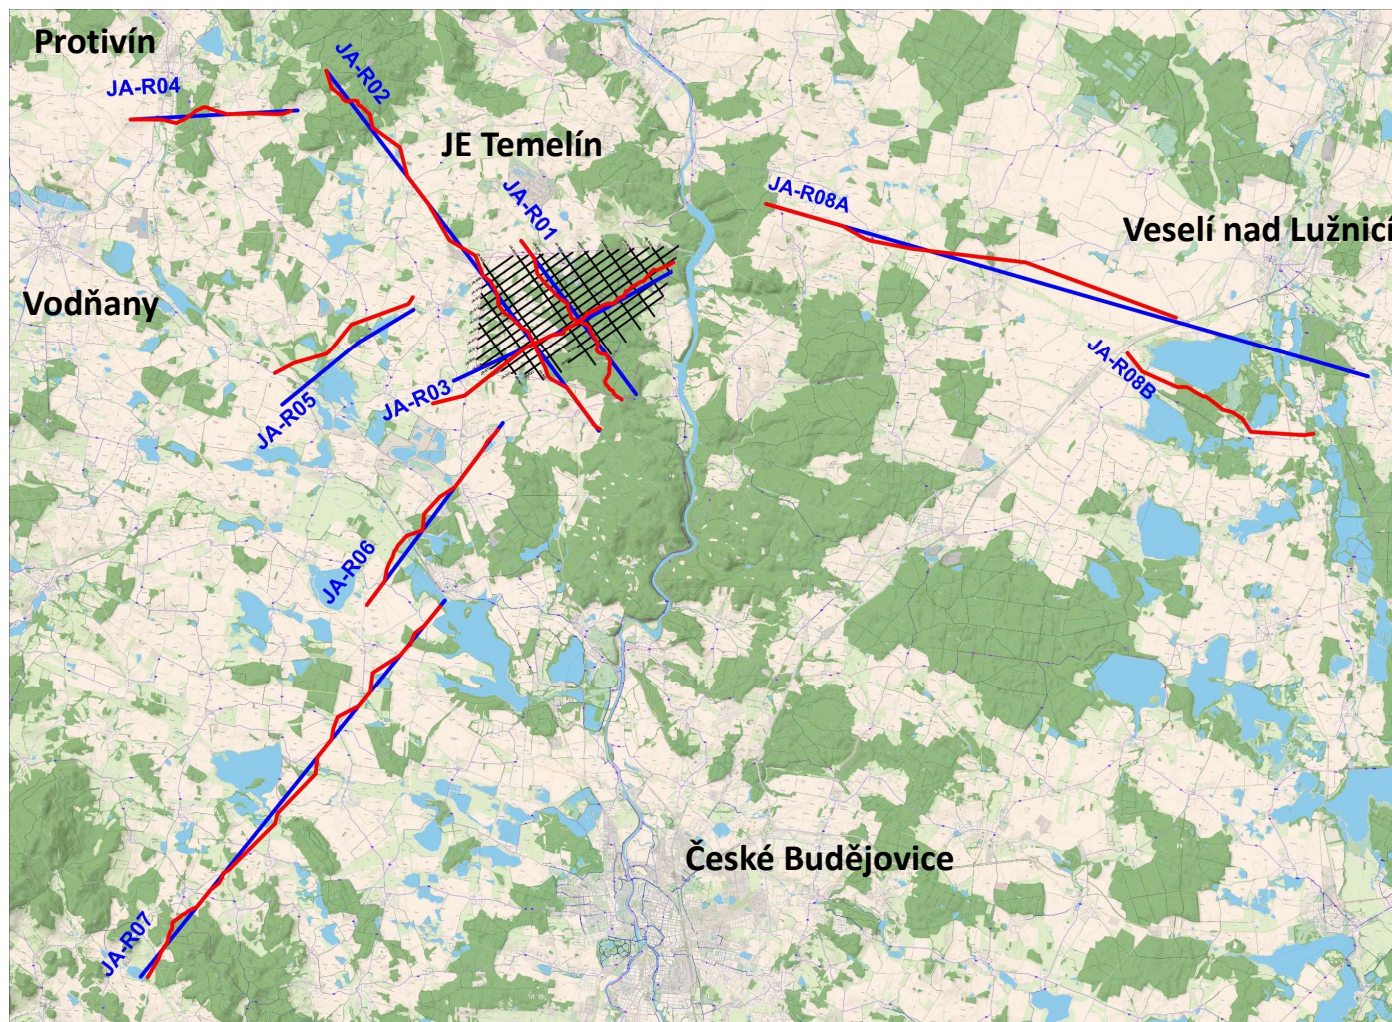 Protivín
JA-R04
JA-R02
JE Temelín
JA-R01
JA-R08A
Veselí nad Lužnicí
Vodňany
JA-R03
JA-R05
JA-R08B
JA-R06
České Budějovice
JA-R07